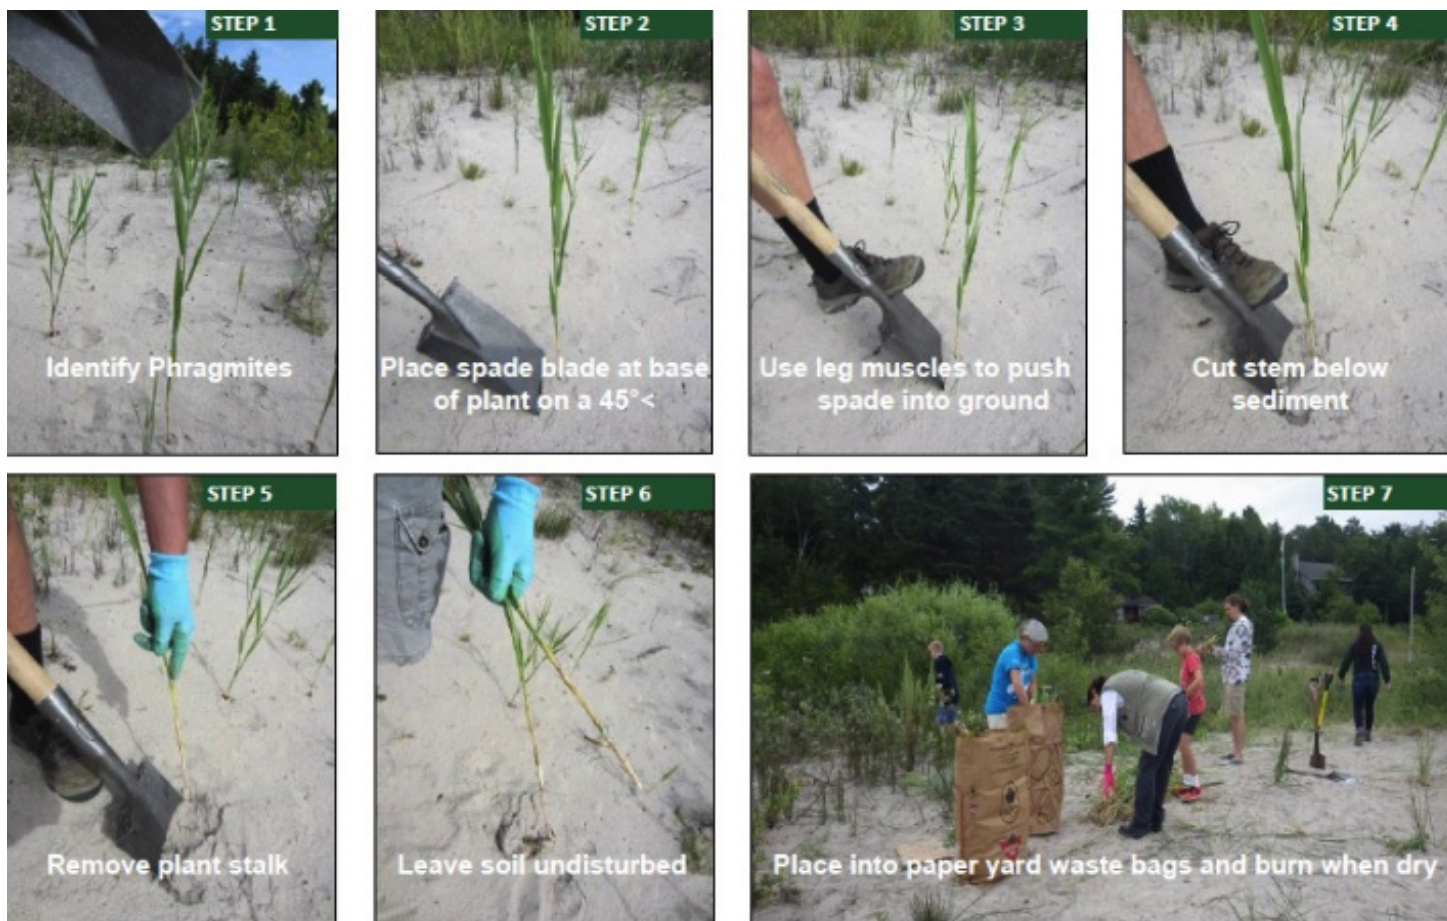 STEP 1
Identify Phragmites
STEP 2
Place spade blade at base
of plant on a 45°<
STEP 3
Use leg muscles to push
spade into ground
STEP 4
Cut stem below
sediment
STEP 5
Remove plant stalk
STEP 6
Leave soil undisturbed
STEP 7
Place into paper yard waste bags and burn when dry